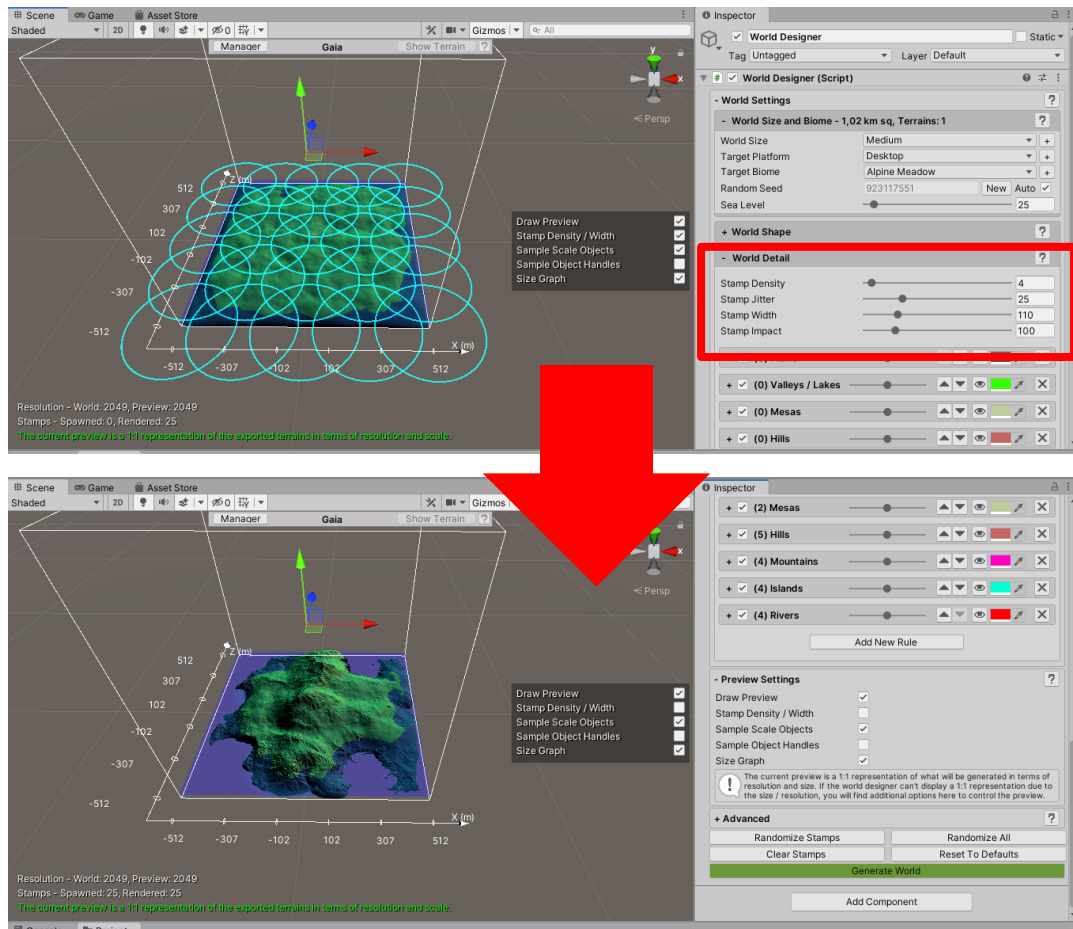 Scene Game Asset Store
Shaded 2D 0 Gizmos All
Manager Gaia Show Terrain ?
y
x
< Persp
Z (m)
512
307
102
-102
-307
-512
X (m)
-512 -307 -102 102 307 512
Draw Preview
Stamp Density / Width
Sample Scale Objects
Sample Object Handles
Size Graph
Resolution - World: 2049, Preview: 2049
Stamps - Spawned: 0, Rendered: 25
The current preview is a 1:1 representation of the exported terrains in terms of resolution and scale.
Inspector
World Designer Static
Tag Untagged Layer Default
# World Designer (Script)
- World Settings ?
- World Size and Biome - 1,02 km sq, Terrains: 1 ?
World Size Medium +
Target Platform Desktop +
Target Biome Alpine Meadow +
Random Seed 923117551 New Auto
Sea Level 25
+ World Shape ?
- World Detail ?
Stamp Density 4
Stamp Jitter 25
Stamp Width 110
Stamp Impact 100
+ (0) Valleys / Lakes X
+ (0) Mesas X
+ (0) Hills X
Scene Game Asset Store
Shaded 2D 0 Gizmos
Manager Gaia Show Terrain ?
x
< Persp
Z (m)
512
307
102
-102
-307
-512
X (m)
-512 -307 -102 102 307 512
Draw Preview
Stamp Density / Width
Sample Scale Objects
Sample Object Handles
Size Graph
Resolution - World: 2049, Preview: 2049
Stamps - Spawned: 25, Rendered: 25
The current preview is a 1:1 representation of the exported terrains in terms of resolution and scale.
Inspector
+ (2) Mesas X
+ (5) Hills X
+ (4) Mountains X
+ (4) Islands X
+ (4) Rivers X
Add New Rule
- Preview Settings ?
Draw Preview
Stamp Density / Width
Sample Scale Objects
Sample Object Handles
Size Graph
The current preview is a 1:1 representation of what will be generated in terms of
resolution and size. If the world designer can't display a 1:1 representation due to
the size / resolution, you will find additional options here to control the preview.
+ Advanced ?
Randomize Stamps Randomize All
Clear Stamps Reset To Defaults
Generate World
Add Component